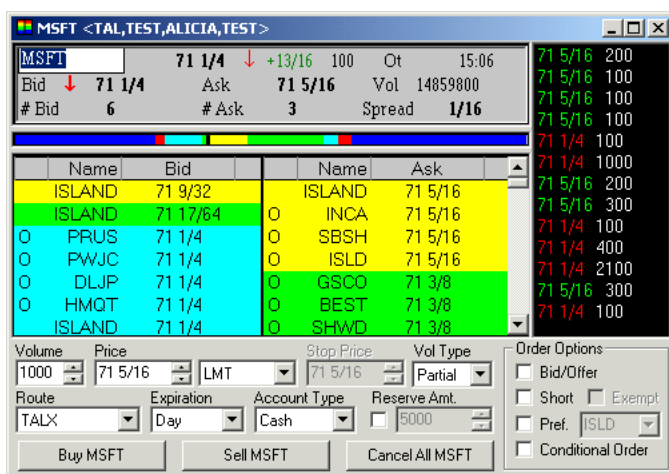 MSFT <TAL,TEST,ALICIA,TEST>
MSFT 71 1/4 +13/16 100 Ot 15:06
Bid 71 1/4 Ask 71 5/16 Vol 14859800
# Bid 6 # Ask 3 Spread 1/16
Name Bid Name Ask
ISLAND 71 9/32 ISLAND 71 5/16
ISLAND 71 17/64 O INCA 71 5/16
O PRUS 71 1/4 O SBSH 71 5/16
O PWJC 71 1/4 O ISLD 71 5/16
O DLJP 71 1/4 O GSCO 71 3/8
O HMQT 71 1/4 O BEST 71 3/8
ISLAND 71 1/4 O SHWD 71 3/8
71 5/16 200
71 5/16 100
71 5/16 100
71 5/16 100
71 1/4 100
71 1/4 1000
71 5/16 200
71 5/16 300
71 1/4 100
71 1/4 400
71 1/4 2100
71 5/16 300
71 1/4 100
Volume Price Stop Price Vol Type
1000 71 5/16 LMT 71 5/16 Partial
Route Expiration Account Type Reserve Amt.
TALX Day Cash 5000
Buy MSFT Sell MSFT Cancel All MSFT
Order Options
Bid/Offer
Short Exempt
Pref. ISLD
Conditional Order